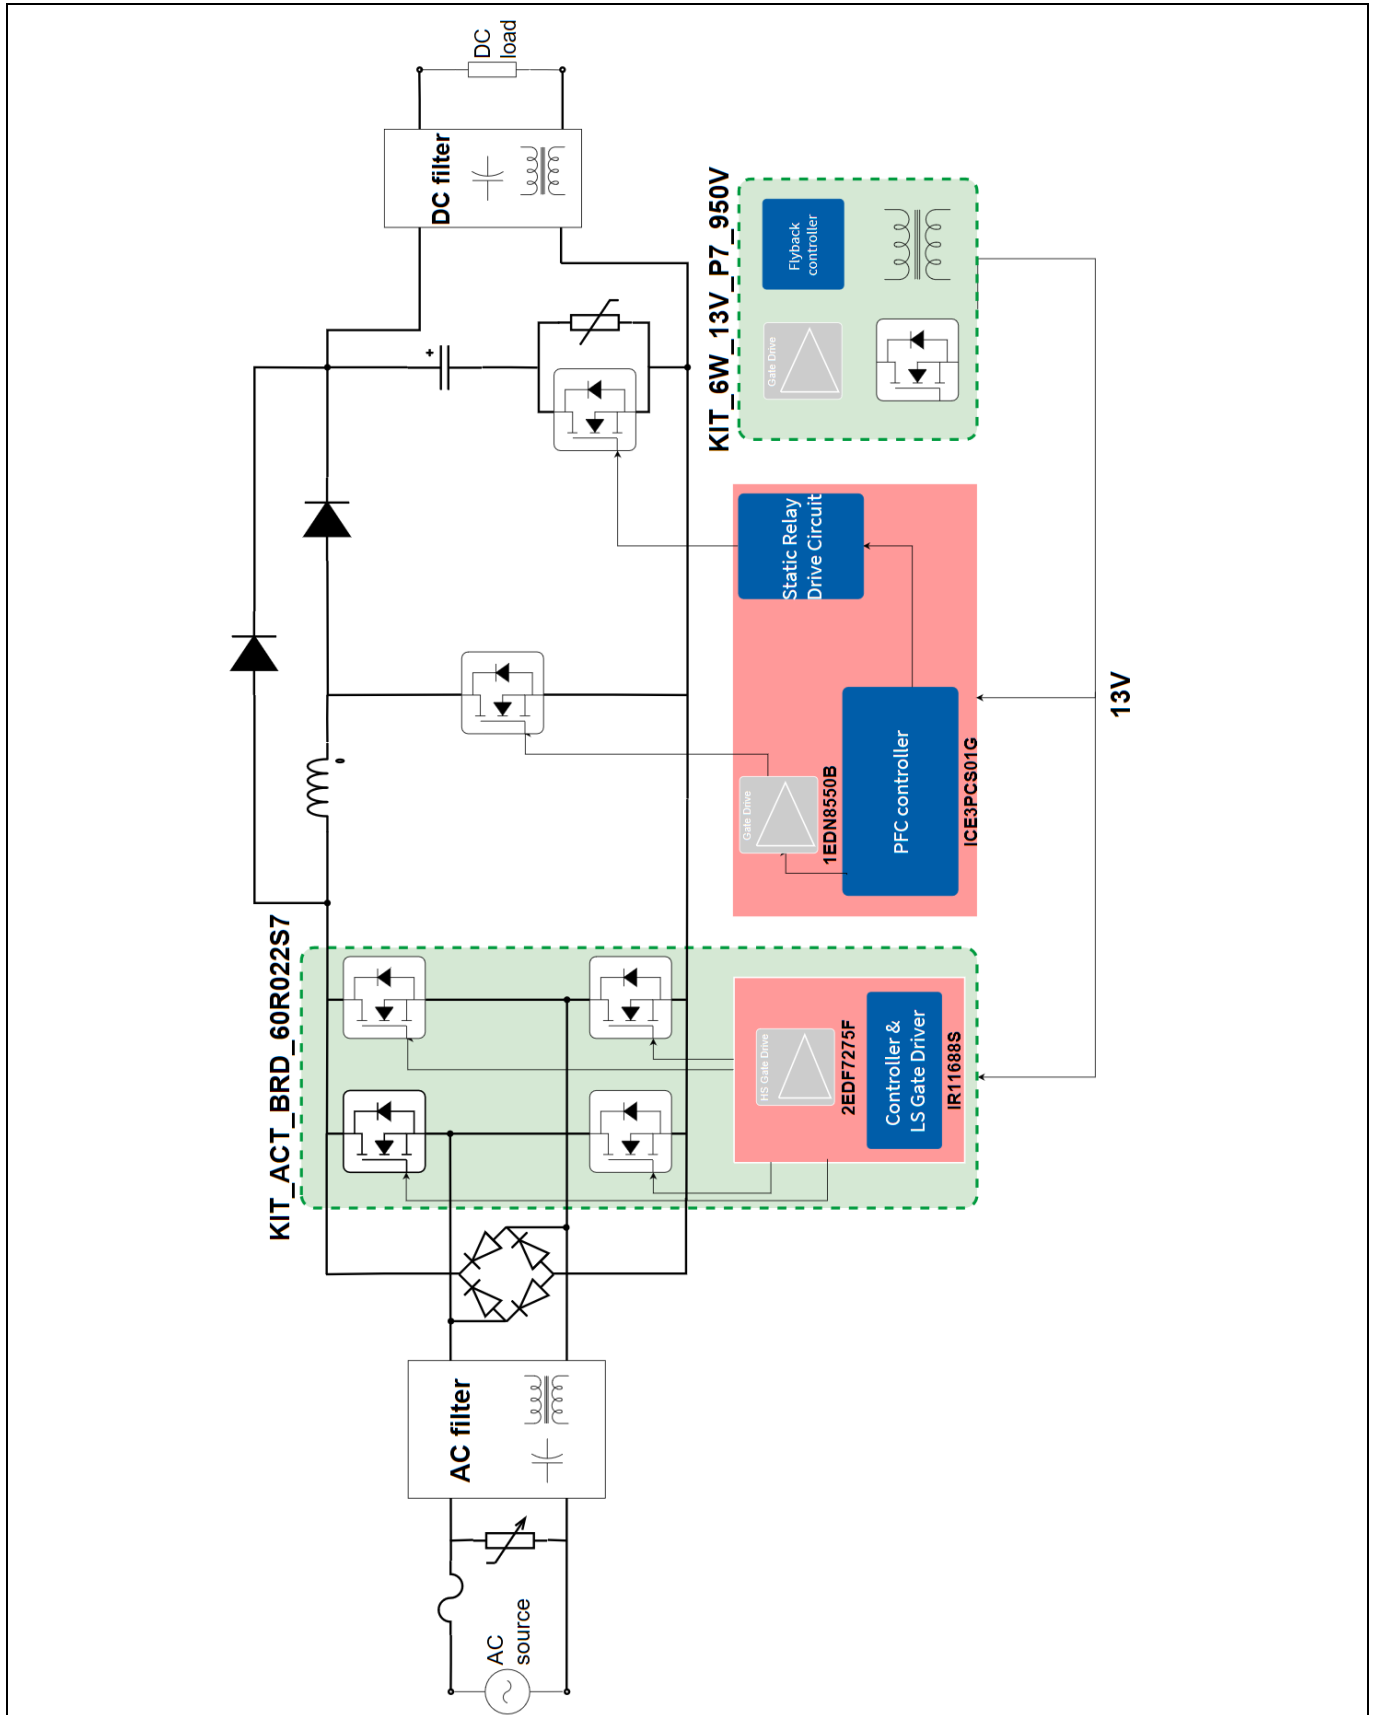 AC
source
AC filter
KIT_ACT_BRD_60R022S7
HS Gate Drive
2EDF7275F
Controller &
LS Gate Driver
IR11688S
Gate Drive
1EDN8550B
PFC controller
ICE3PCS01G
Static Relay
Drive Circuit
13V
KIT_6W_13V_P7_950V
Gate Drive
Flyback
controller
+
DC filter
DC
load